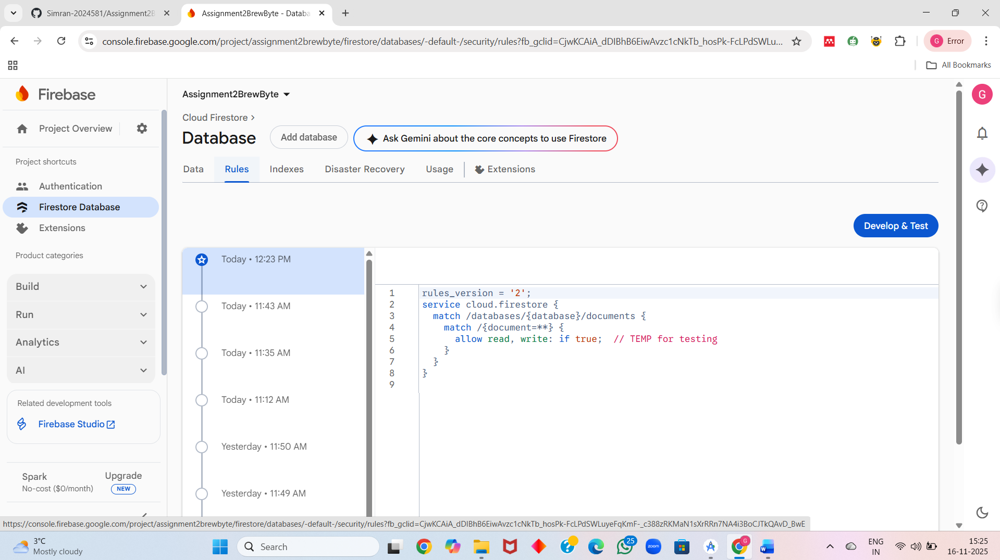 Simran-2024581/Assignment2B
Assignment2BrewByte - Databa
console.firebase.google.com/project/assignment2brewbyte/firestore/databases/-default-/security/rules?fb_gclid=CjwKCAiA_dDIBhB6EiwAvzc1cNkTb_hosPk-FcLPdSWLu...
G Error
All Bookmarks
Firebase
Assignment2BrewByte
G
Project Overview
Cloud Firestore
Database
Add database
Ask Gemini about the core concepts to use Firestore
Project shortcuts
Data
Rules
Indexes
Disaster Recovery
Usage
Extensions
Authentication
Firestore Database
Extensions
Develop & Test
Product categories
Build
Run
Analytics
AI
Today • 12:23 PM
Today • 11:43 AM
Today • 11:35 AM
Today • 11:12 AM
Yesterday • 11:50 AM
Yesterday • 11:49 AM
1 rules_version = '2';
2 service cloud.firestore {
3 match /databases/{database}/documents {
4 match /{document=**} {
5 allow read, write: if true; // TEMP for testing
6 }
7 }
8 }
9
Related development tools
Firebase Studio
Spark
No-cost ($0/month)
Upgrade
NEW
https://console.firebase.google.com/project/assignment2brewbyte/firestore/databases/-default-/security/rules?fb_gclid=CjwKCAiA_dDIBhB6EiwAvzc1cNkTb_hosPk-FcLPdSWLuyeFqKmF-_c388zRKMaN1sXrRRn7NA4i3BoCJTkQAvD_BwE
3°C
Mostly cloudy
Search
25
zoom
G
W
ENG
IN
15:25
16-11-2025